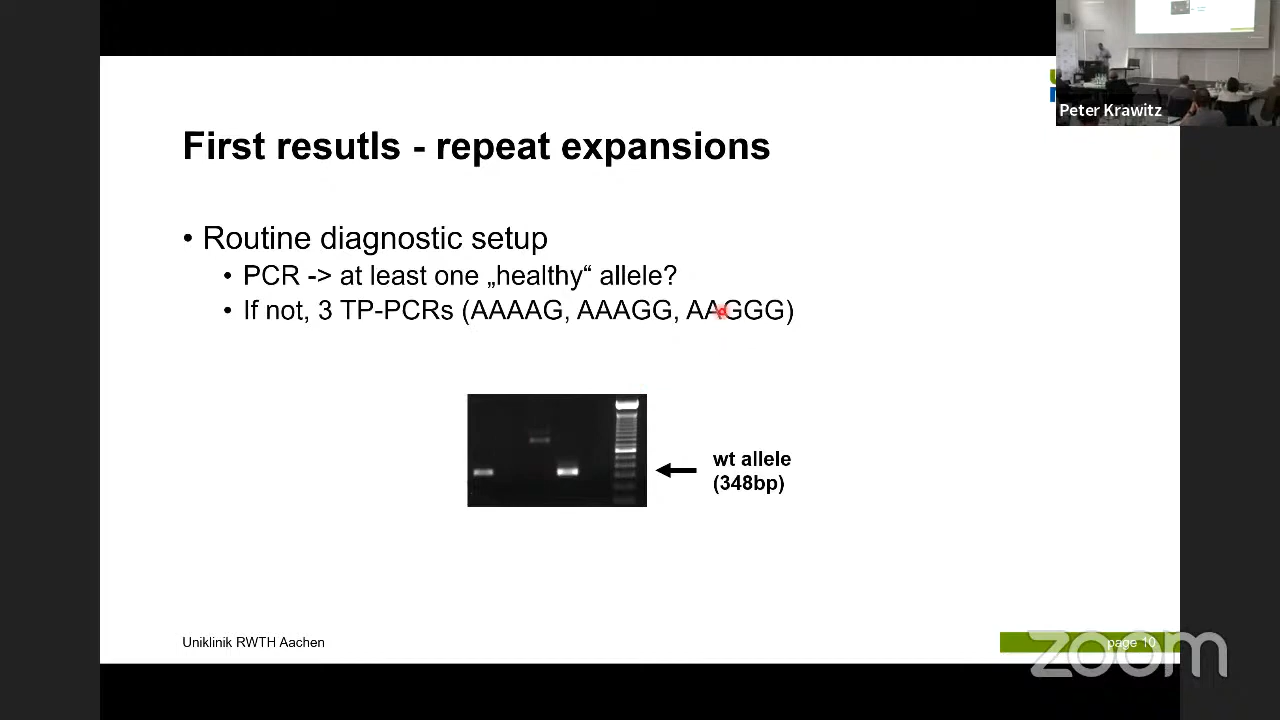 Peter Krawitz
First resutls - repeat expansions
• Routine diagnostic setup
• PCR -> at least one „healthy“ allele?
• If not, 3 TP-PCRs (AAAAG, AAAGG, AAGGG)
wt allele
(348bp)
Uniklinik RWTH Aachen
page 10
zoom